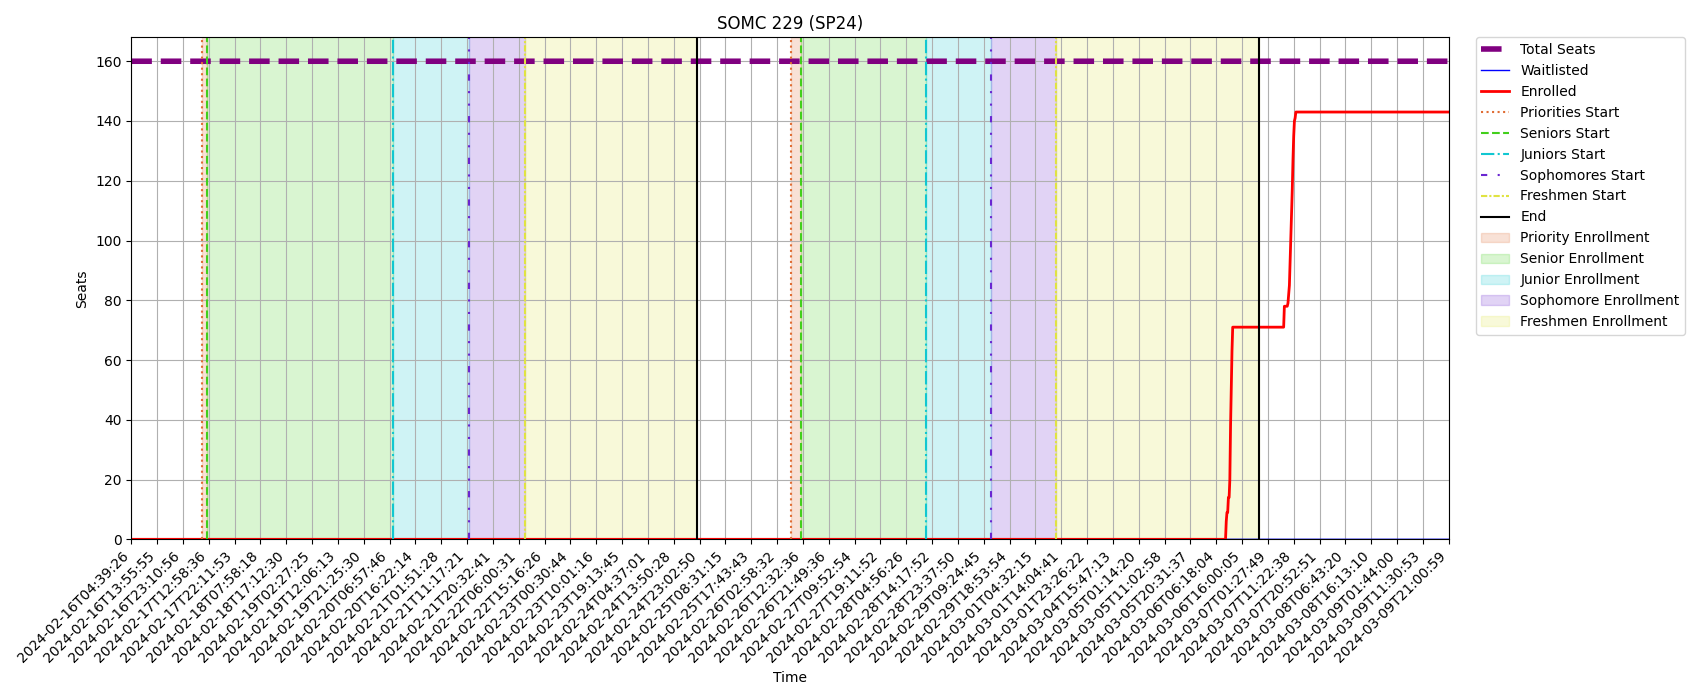 SOMC 229 (SP24)
Seats
160
140
120
100
80
60
40
20
0
2024-02-16T04:39:26
2024-02-16T13:55:55
2024-02-16T23:10:56
2024-02-17T12:58:36
2024-02-17T22:11:53
2024-02-18T07:58:18
2024-02-18T17:12:30
2024-02-19T02:27:25
2024-02-19T12:06:13
2024-02-19T21:25:30
2024-02-20T06:57:46
2024-02-20T16:22:14
2024-02-21T01:51:28
2024-02-21T11:17:21
2024-02-21T20:32:41
2024-02-22T06:00:31
2024-02-22T15:16:26
2024-02-23T00:30:44
2024-02-23T10:01:16
2024-02-23T19:13:45
2024-02-24T04:37:01
2024-02-24T13:50:28
2024-02-24T23:02:50
2024-02-25T08:31:15
2024-02-25T17:43:43
2024-02-26T02:58:32
2024-02-26T12:32:36
2024-02-26T21:49:36
2024-02-27T09:52:54
2024-02-27T19:11:52
2024-02-28T04:56:26
2024-02-28T14:17:52
2024-02-28T23:37:50
2024-02-29T09:24:45
2024-02-29T18:53:54
2024-03-01T04:32:15
2024-03-01T14:04:41
2024-03-01T23:26:22
2024-03-04T15:47:13
2024-03-05T01:14:20
2024-03-05T11:02:58
2024-03-05T20:31:37
2024-03-06T06:18:04
2024-03-06T16:00:05
2024-03-07T01:27:49
2024-03-07T11:22:38
2024-03-07T20:52:51
2024-03-08T06:43:20
2024-03-08T16:13:10
2024-03-09T01:44:00
2024-03-09T11:30:53
2024-03-09T21:00:59
Time
Total Seats
Waitlisted
Enrolled
Priorities Start
Seniors Start
Juniors Start
Sophomores Start
Freshmen Start
End
Priority Enrollment
Senior Enrollment
Junior Enrollment
Sophomore Enrollment
Freshmen Enrollment